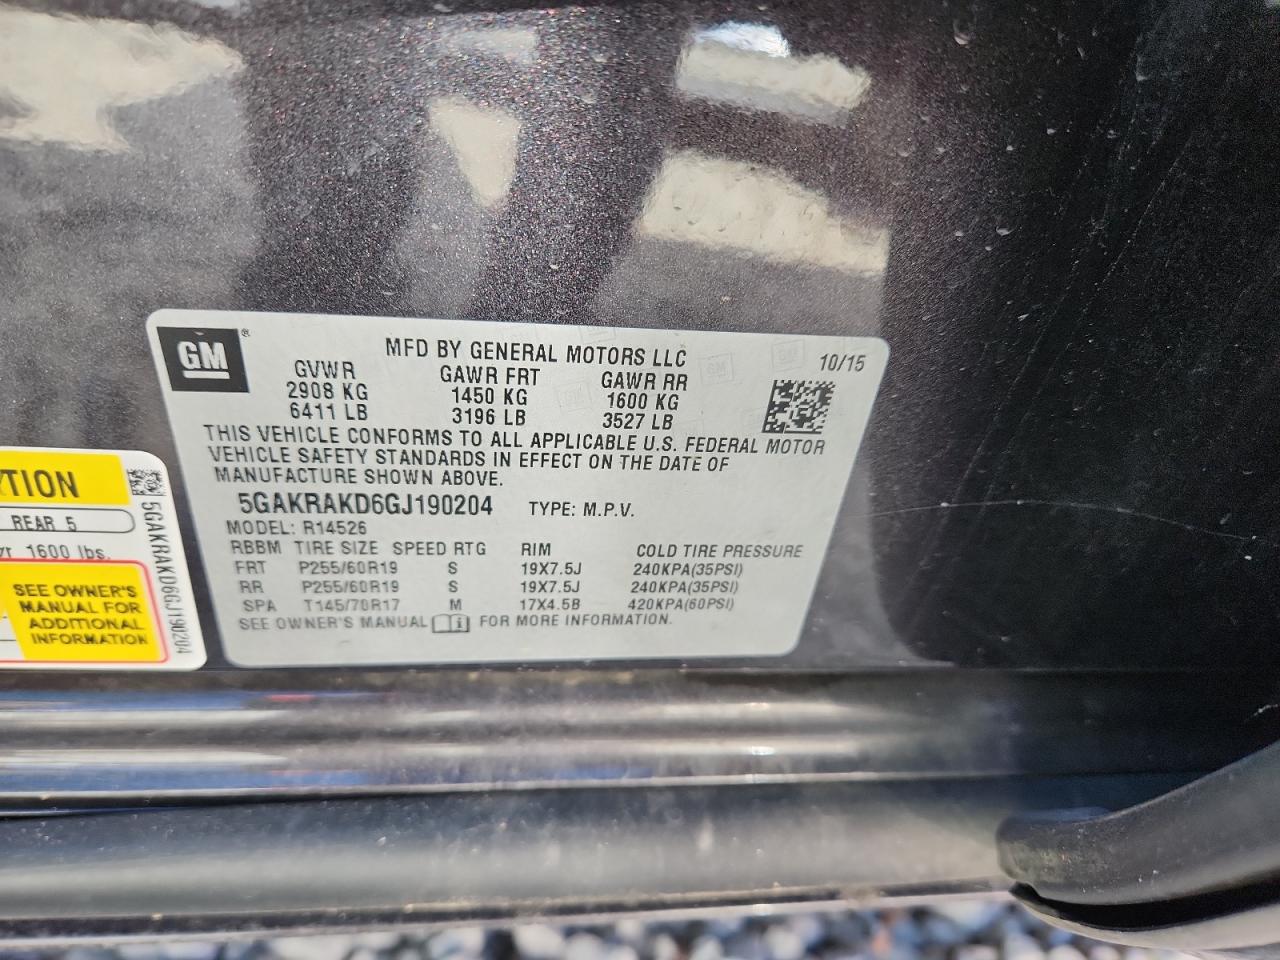 GM
®
MFD BY GENERAL MOTORS LLC
10/15
GVWR GAWR FRT GAWR RR
2908 KG 1450 KG 1600 KG
6411 LB 3196 LB 3527 LB
THIS VEHICLE CONFORMS TO ALL APPLICABLE U.S. FEDERAL MOTOR
VEHICLE SAFETY STANDARDS IN EFFECT ON THE DATE OF
MANUFACTURE SHOWN ABOVE.
5GAKRAKD6GJ190204 TYPE: M.P.V.
MODEL: R14526
RBBM TIRE SIZE SPEED RTG RIM COLD TIRE PRESSURE
FRT P255/60R19 S 19X7.5J 240KPA(35PSI)
RR P255/60R19 S 19X7.5J 240KPA(35PSI)
SPA T145/70R17 M 17X4.5B 420KPA(60PSI)
SEE OWNER'S MANUAL FOR MORE INFORMATION.
TION
REAR 5
1600 lbs.
SEE OWNER'S
MANUAL FOR
ADDITIONAL
INFORMATION
5GAKRAKD6GJ190204